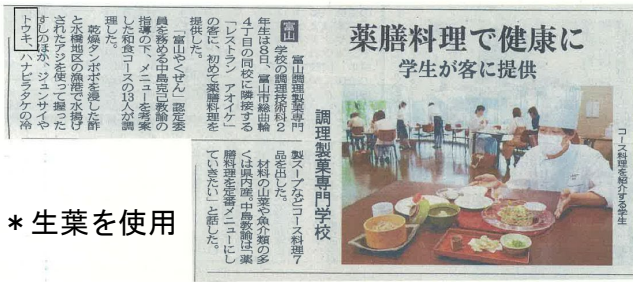 薬膳料理で健康に
学生が客に提供
コース料理を紹介する学生
調理製菓専門学校
富山
富山調理製菓専門
学校の調理技術科2
年生は8日、富山市総曲輪
4丁目の同校に隣接する
「レストラン アオイケ」
の客に、初めて薬膳料理を
提供した。
「富山やくぜん」認定委
員を務める中島克己教諭の
指導の下、メニューを考案
した和食コースの13人が調
理した。
乾燥タンポポを浸した酢
と水橋地区の漁港で水揚げ
されたアジを使って握った
すしのほか、ジュンサイや
トウキ、ハナビラタケの冷
製スープなどコース料理7
品を出した。
材料の山菜や魚介類の多
くは県内産。中島教諭は「薬
膳料理を定番メニューにし
ていきたい」と話した。
＊生葉を使用